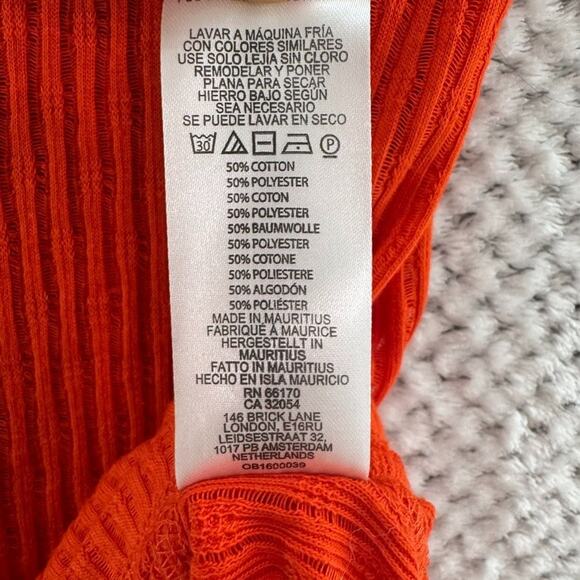 LAVAR A MÁQUINA FRÍA
CON COLORES SIMILARES
USE SOLO LEJÍA SIN CLORO
REMODELAR Y PONER
PLANA PARA SECAR
HIERRO BAJO SEGÚN
SEA NECESARIO
SE PUEDE LAVAR EN SECO
30 P
50% COTTON
50% POLYESTER
50% COTON
50% POLYESTER
50% BAUMWOLLE
50% POLYESTER
50% COTONE
50% POLIESTERE
50% ALGODÓN
50% POLIÉSTER
MADE IN MAURITIUS
FABRIQUÉ A MAURICE
HERGESTELLT IN
MAURITIUS
FATTO IN MAURITIUS
HECHO EN ISLA MAURICIO
RN 66170
CA 32054
146 BRICK LANE
LONDON, E16RU
LEIDSESTRAAT 32,
1017 PB AMSTERDAM
NETHERLANDS
OB1600039